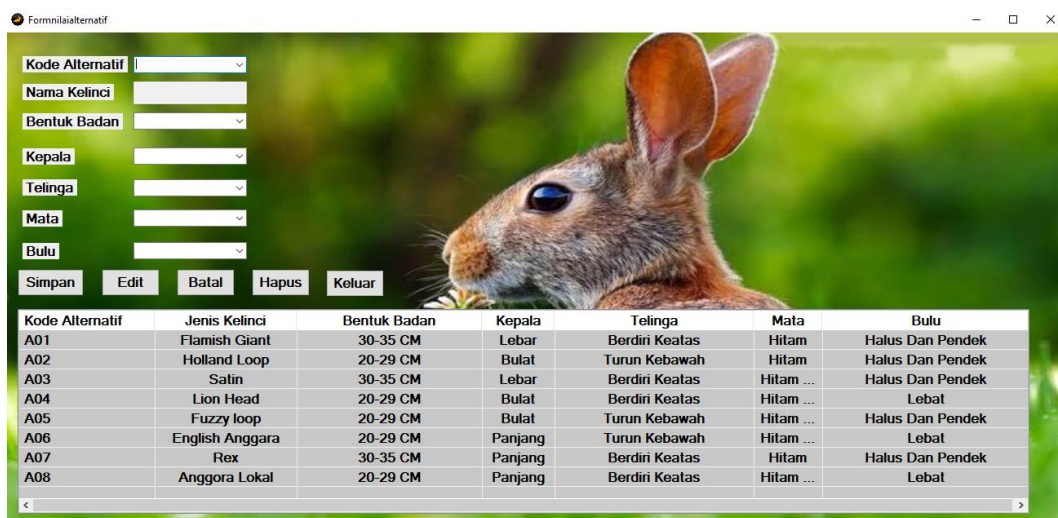 Formnilaialternatif
Kode Alternatif
Nama Kelinci
Bentuk Badan
Kepala
Telinga
Mata
Bulu
Simpan Edit Batal Hapus Keluar
Kode Alternatif Jenis Kelinci Bentuk Badan Kepala Telinga Mata Bulu
A01 Flamish Giant 30-35 CM Lebar Berdiri Keatas Hitam Halus Dan Pendek
A02 Holland Loop 20-29 CM Bulat Turun Kebawah Hitam Halus Dan Pendek
A03 Satin 30-35 CM Lebar Berdiri Keatas Hitam ... Halus Dan Pendek
A04 Lion Head 20-29 CM Bulat Berdiri Keatas Hitam ... Lebat
A05 Fuzzy loop 20-29 CM Bulat Turun Kebawah Hitam ... Halus Dan Pendek
A06 English Anggara 20-29 CM Panjang Turun Kebawah Hitam ... Lebat
A07 Rex 30-35 CM Panjang Berdiri Keatas Hitam Halus Dan Pendek
A08 Anggora Lokal 20-29 CM Panjang Berdiri Keatas Hitam ... Lebat